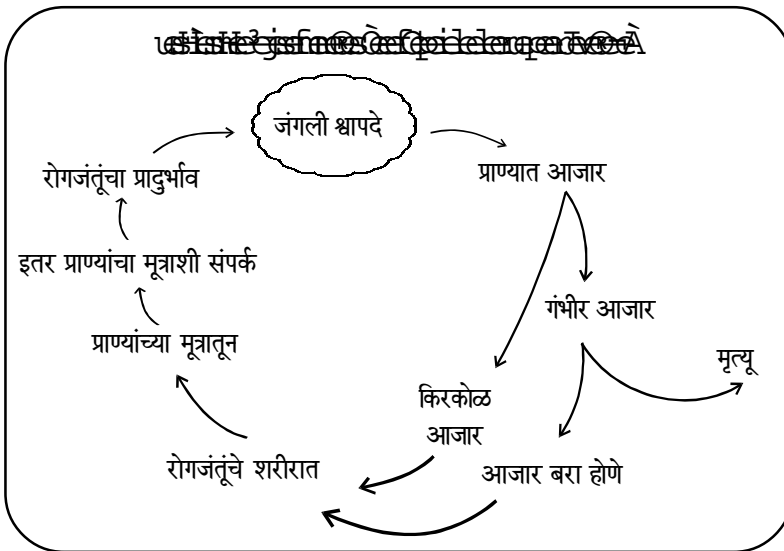 जंगली श्वापदे
प्राण्यात आजार
गंभीर आजार
मृत्यू
किरकोळ
आजार
आजार बरा होणे
रोगजंतूंचे शरीरात
प्राण्यांच्या मूत्रातून
इतर प्राण्यांचा मूत्राशी संपर्क
रोगजंतूंचा प्रादुर्भाव